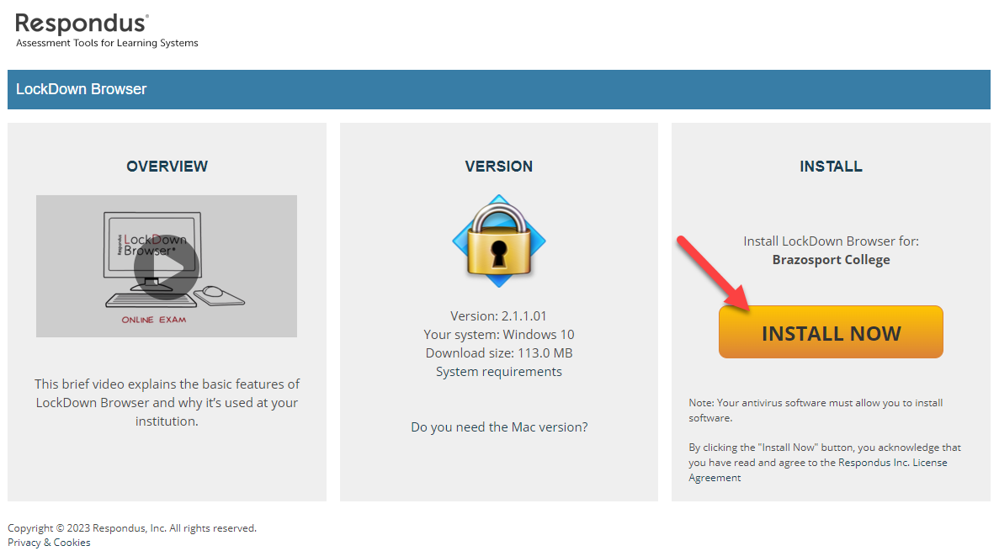 Respondus®
Assessment Tools for Learning Systems
LockDown Browser
OVERVIEW
Respondus
LockDown
Browser®
ONLINE EXAM
This brief video explains the basic features of
LockDown Browser and why it’s used at your
institution.
VERSION
Version: 2.1.1.01
Your system: Windows 10
Download size: 113.0 MB
System requirements
Do you need the Mac version?
INSTALL
Install LockDown Browser for:
Brazosport College
INSTALL NOW
Note: Your antivirus software must allow you to install
software.
By clicking the "Install Now" button, you acknowledge that
you have read and agree to the Respondus Inc. License
Agreement
Copyright © 2023 Respondus, Inc. All rights reserved.
Privacy & Cookies